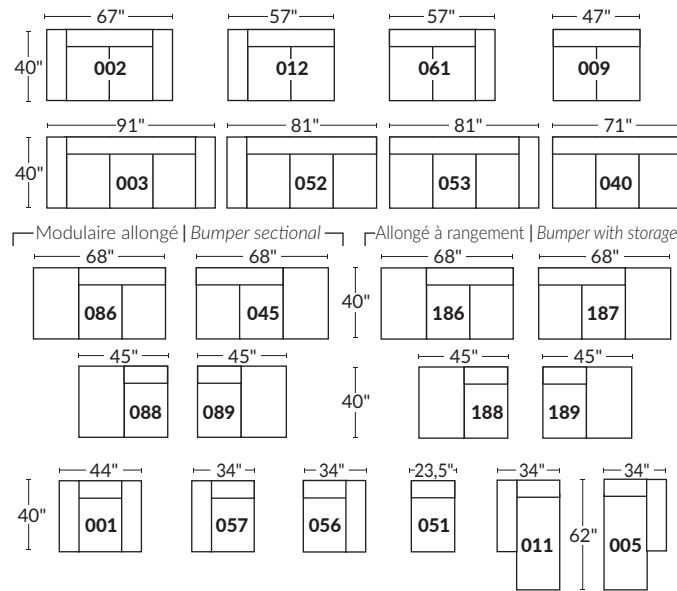 67" 57" 57" 47"
40" 002 012 061 009
91" 81" 81" 71"
40" 003 052 053 040
Modulaire allongé | Bumper sectional Allongé à rangement | Bumper with storage
68" 68" 68" 68"
086 045 40" 186 187
45" 45" 45" 45"
088 089 40" 188 189
44" 34" 34" 23,5" 34" 34"
40" 001 057 056 051 011 62" 005